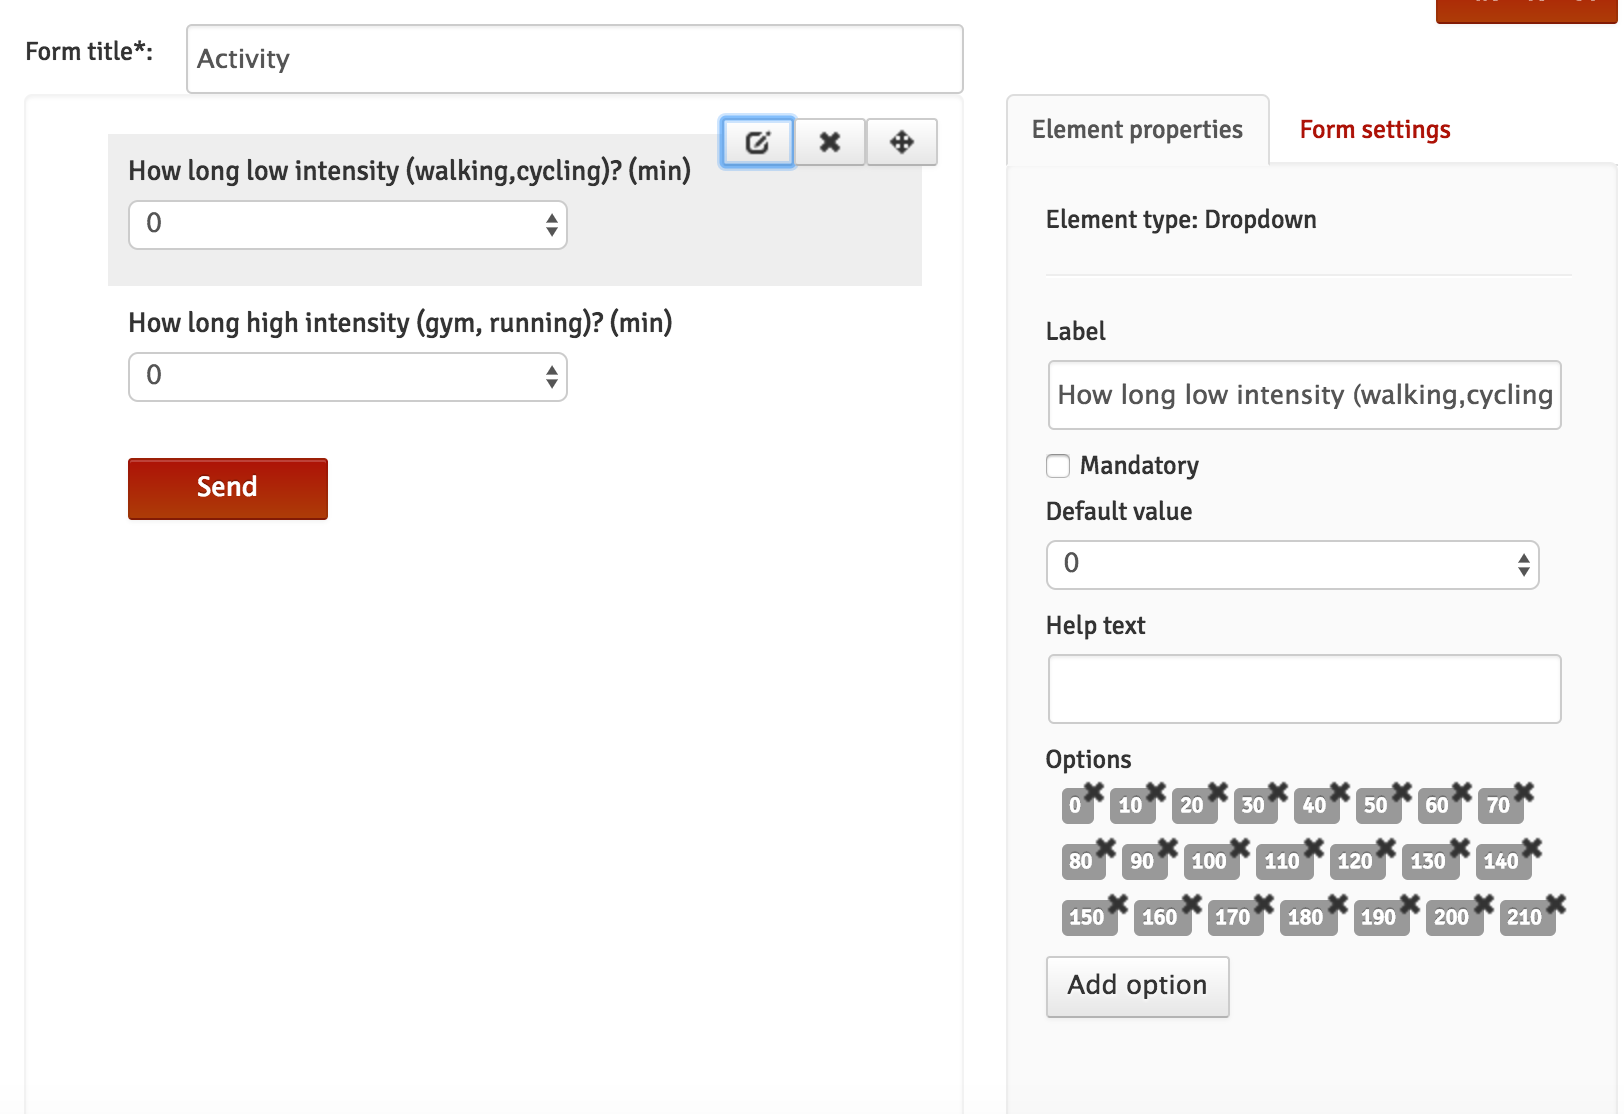 Form title*:
Activity
How long low intensity (walking,cycling)? (min)
0
How long high intensity (gym, running)? (min)
0
Send
Element properties
Form settings
Element type: Dropdown
Label
How long low intensity (walking,cycling
Mandatory
Default value
0
Help text
Options
0 10 20 30 40 50 60 70
80 90 100 110 120 130 140
150 160 170 180 190 200 210
Add option